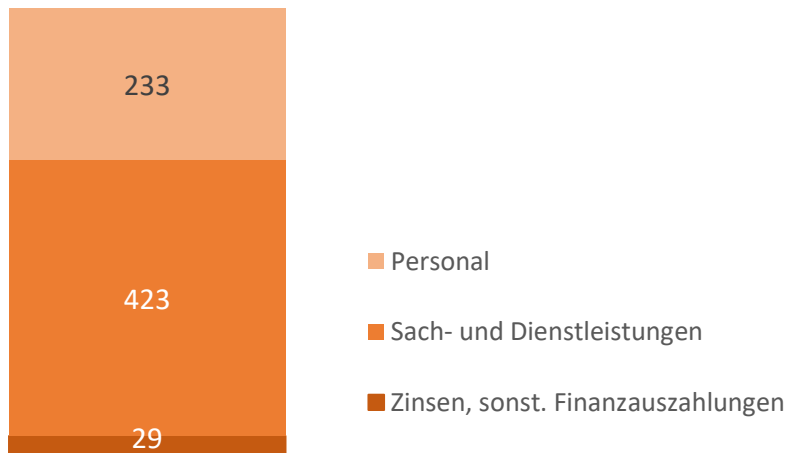 233
423
29
Personal
Sach- und Dienstleistungen
Zinsen, sonst. Finanzauszahlungen